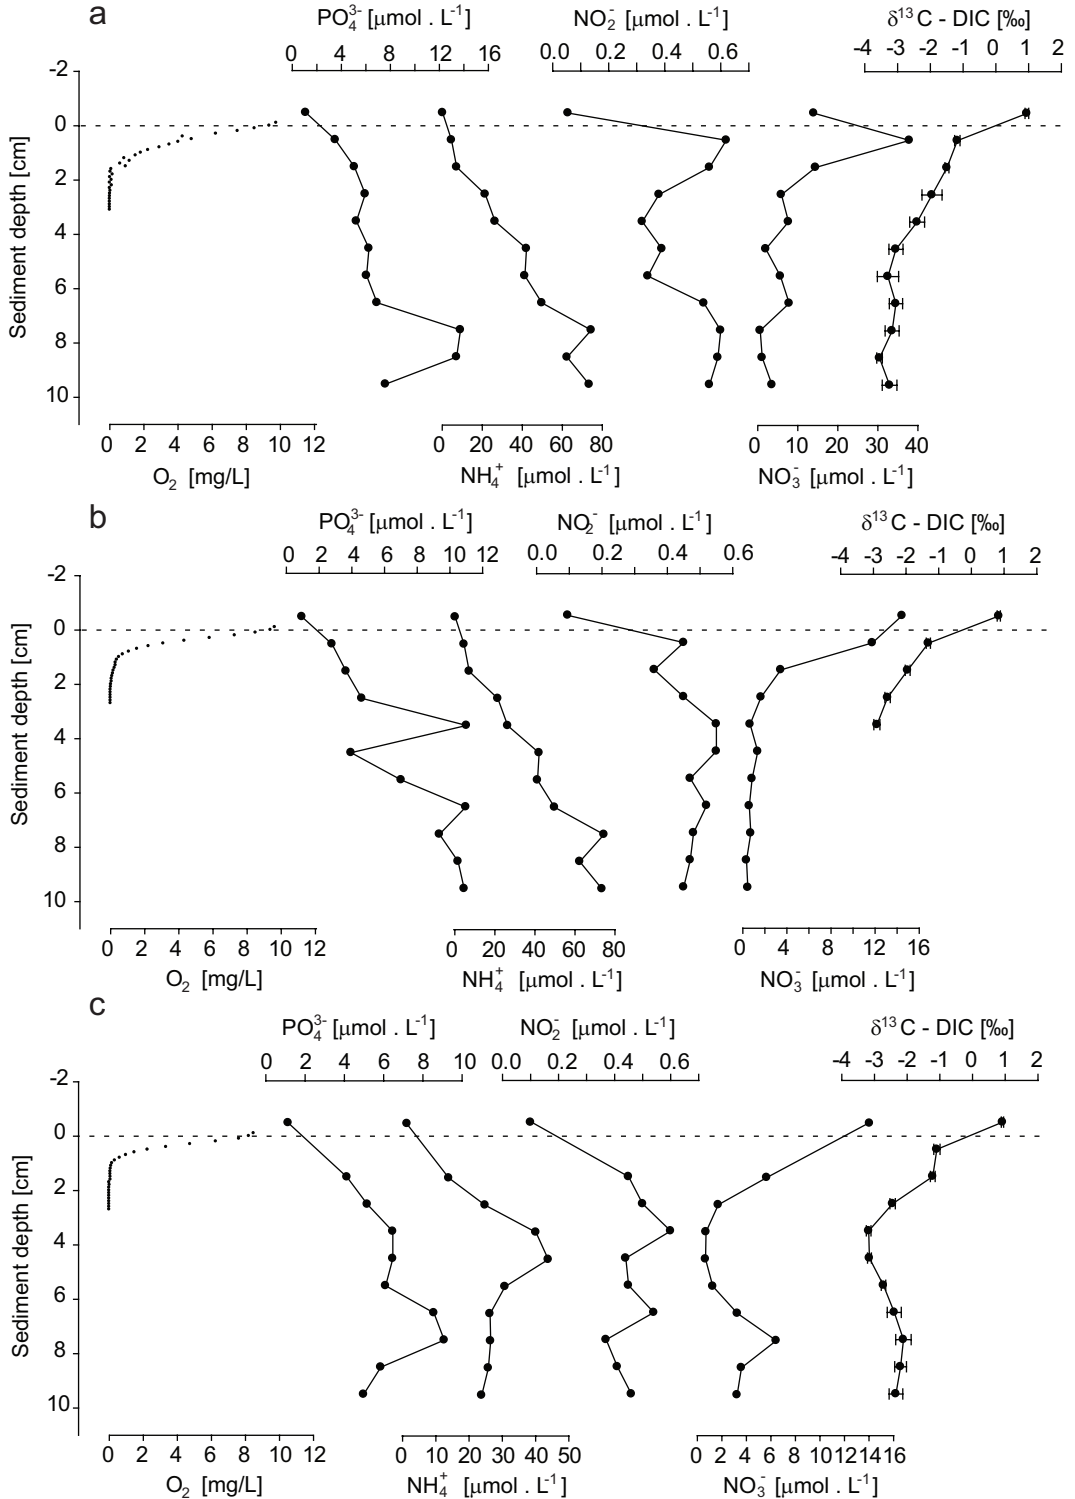 a
PO₄³⁻ [μmol . L⁻¹] NO₂⁻ [μmol . L⁻¹] δ¹³C - DIC [‰]
0 4 8 12 16 0.0 0.2 0.4 0.6 -4 -3 -2 -1 0 1 2
-2
0
2
4
6
8
10
Sediment depth [cm]
0 2 4 6 8 10 12 0 20 40 60 80 0 10 20 30 40
O₂ [mg/L] NH₄⁺ [μmol . L⁻¹] NO₃⁻ [μmol . L⁻¹]
b
PO₄³⁻ [μmol . L⁻¹] NO₂⁻ [μmol . L⁻¹] δ¹³C - DIC [‰]
0 2 4 6 8 10 12 0.0 0.2 0.4 0.6 -4 -3 -2 -1 0 1 2
-2
0
2
4
6
8
10
Sediment depth [cm]
0 2 4 6 8 10 12 0 20 40 60 80 0 4 8 12 16
O₂ [mg/L] NH₄⁺ [μmol . L⁻¹] NO₃⁻ [μmol . L⁻¹]
c
PO₄³⁻ [μmol . L⁻¹] NO₂⁻ [μmol . L⁻¹] δ¹³C - DIC [‰]
0 2 4 6 8 10 0.0 0.2 0.4 0.6 -4 -3 -2 -1 0 1 2
-2
0
2
4
6
8
10
Sediment depth [cm]
0 2 4 6 8 10 12 0 10 20 30 40 50 0 2 4 6 8 10 12 14 16
O₂ [mg/L] NH₄⁺ [μmol . L⁻¹] NO₃⁻ [μmol . L⁻¹]